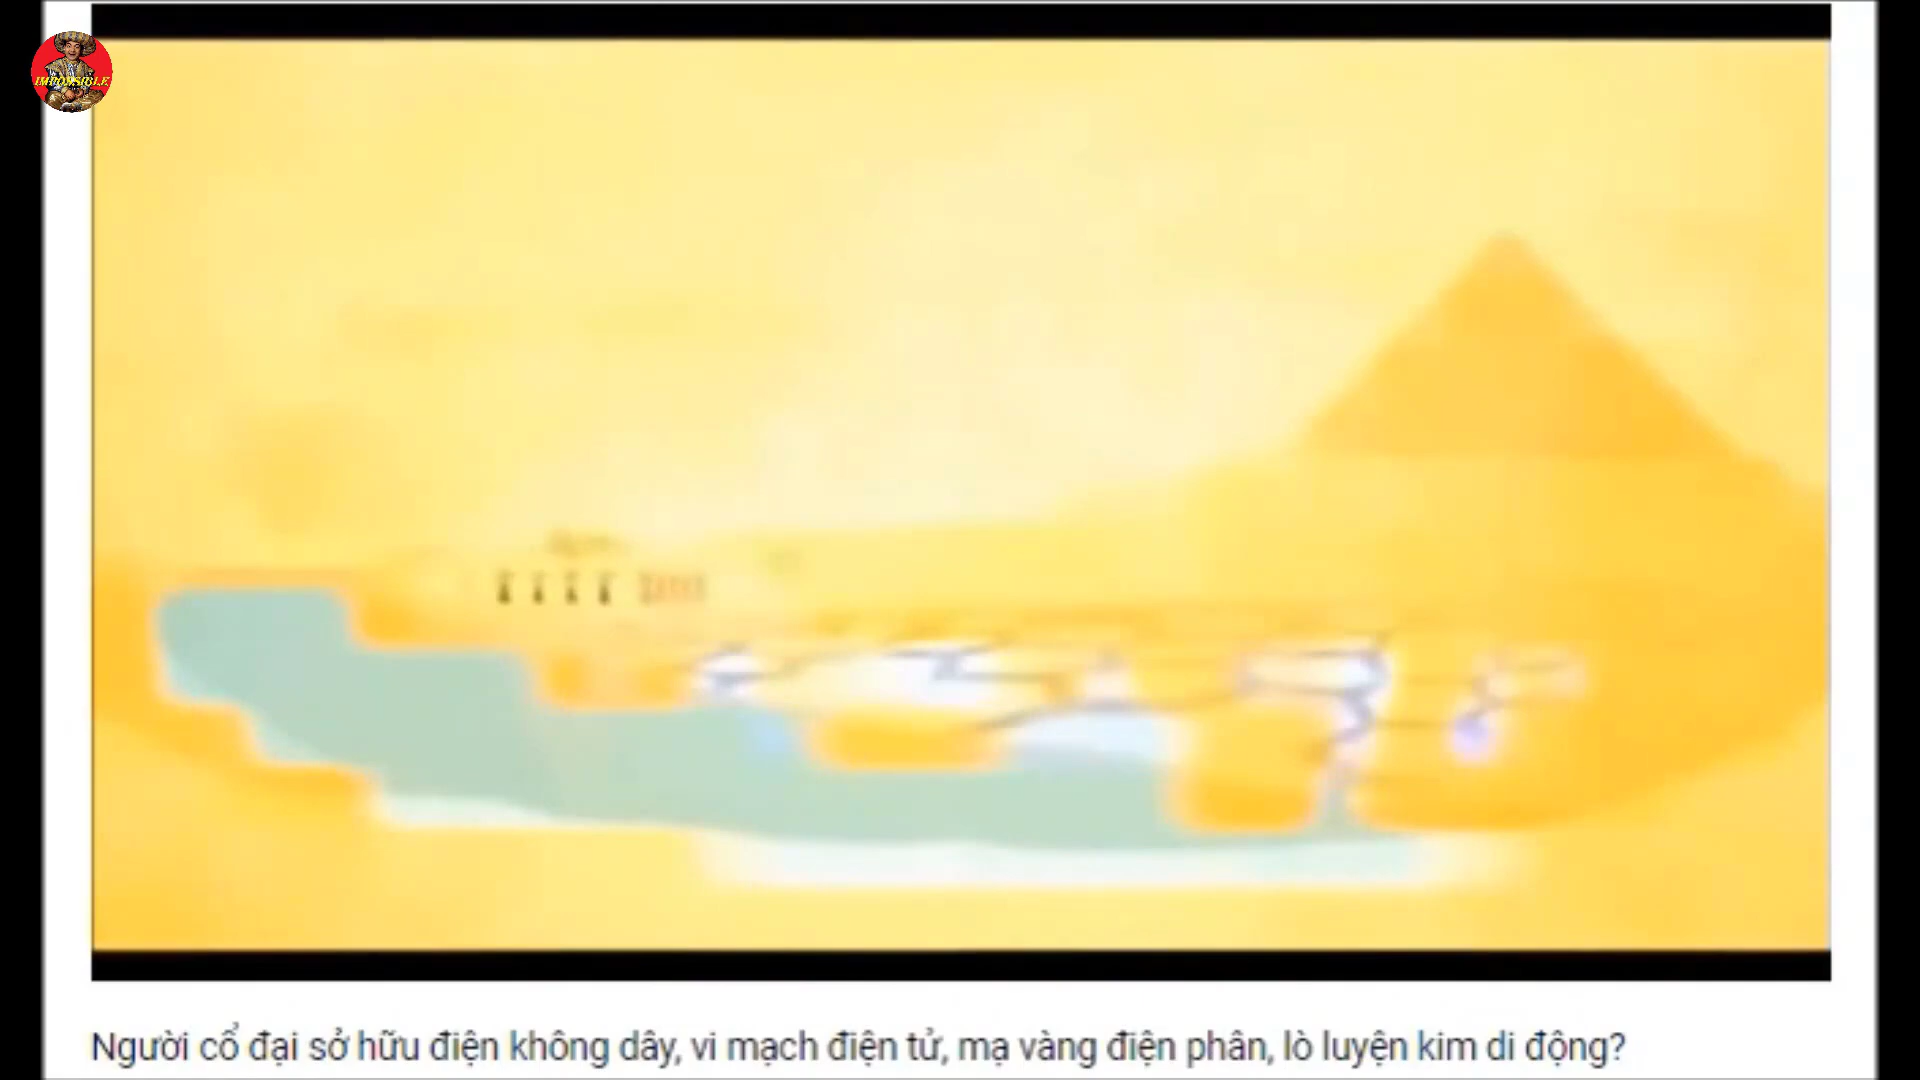 IMPOSSIBLE
Người cổ đại sở hữu điện không dây, vi mạch điện tử, mạ vàng điện phân, lò luyện kim di động?